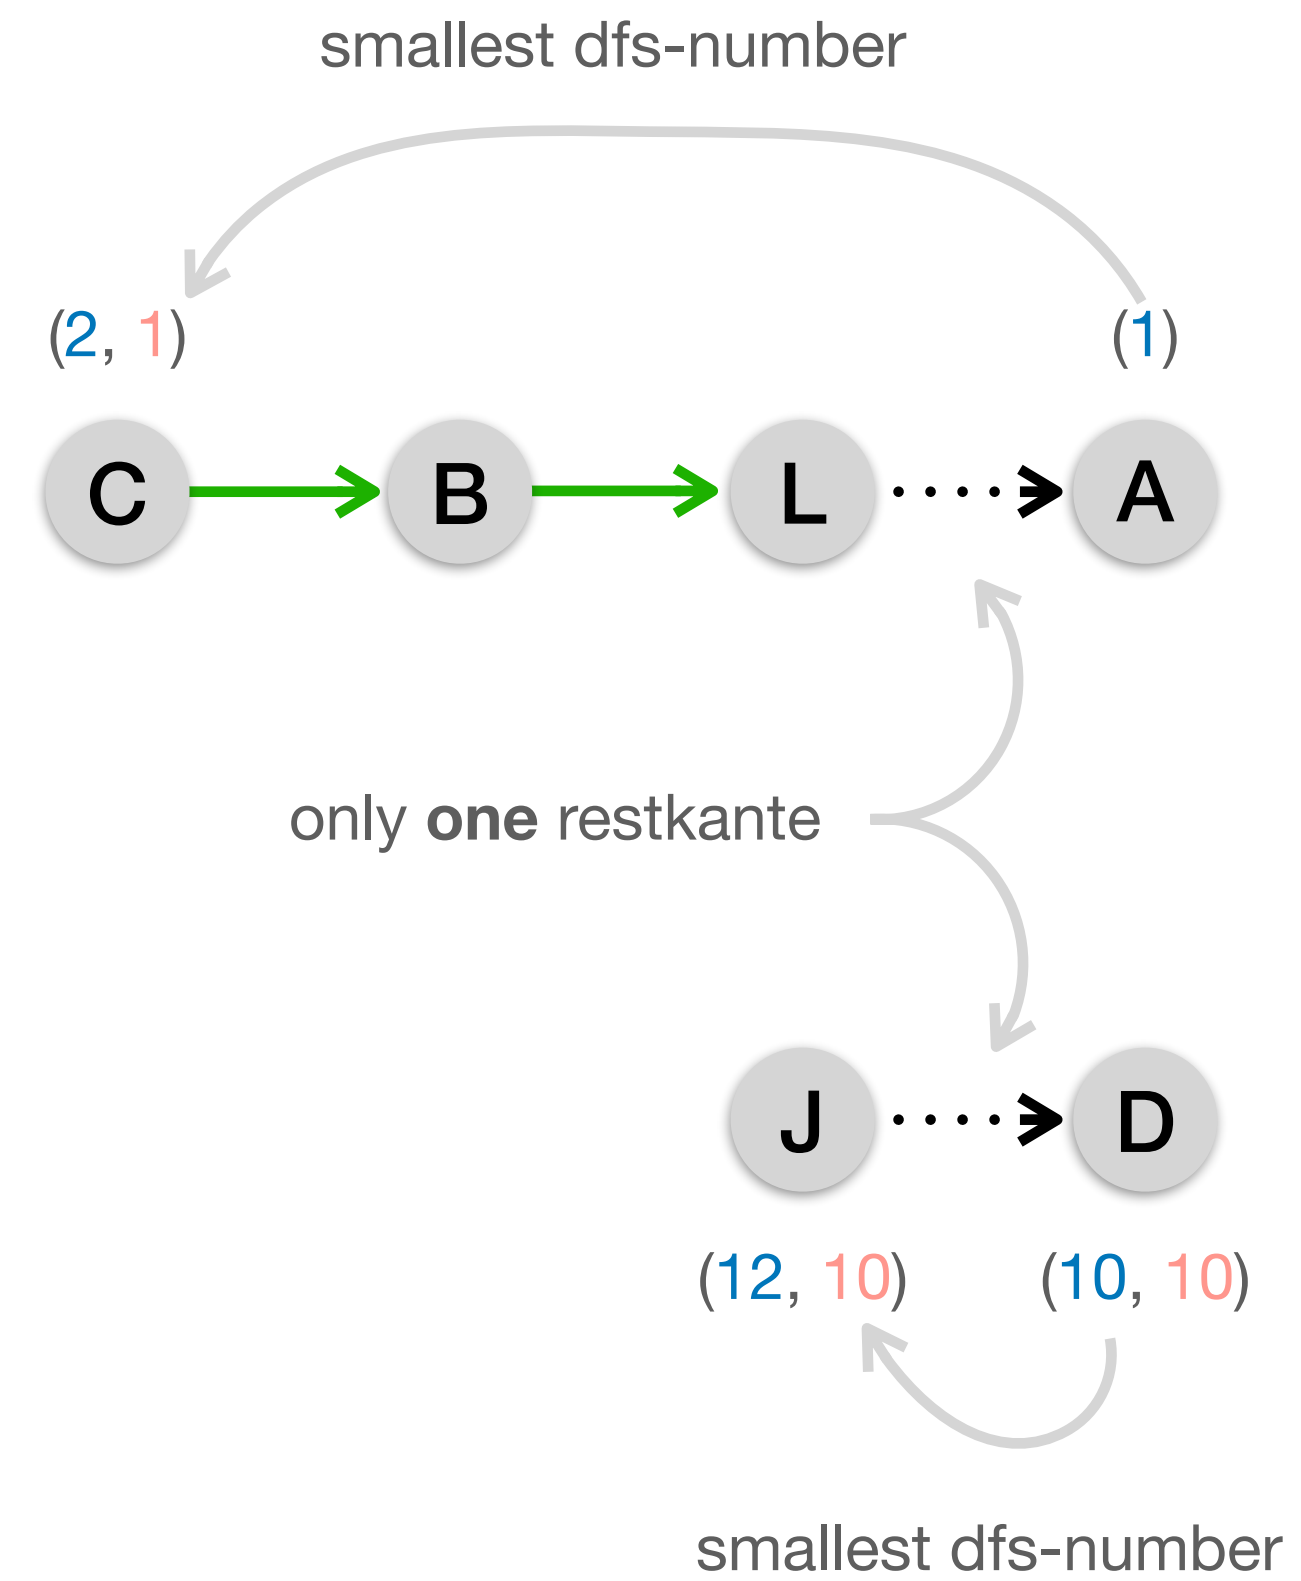 smallest dfs-number
(2, 1)
(1)
C
B
L
A
only one restkante
J
D
(12, 10)
(10, 10)
smallest dfs-number